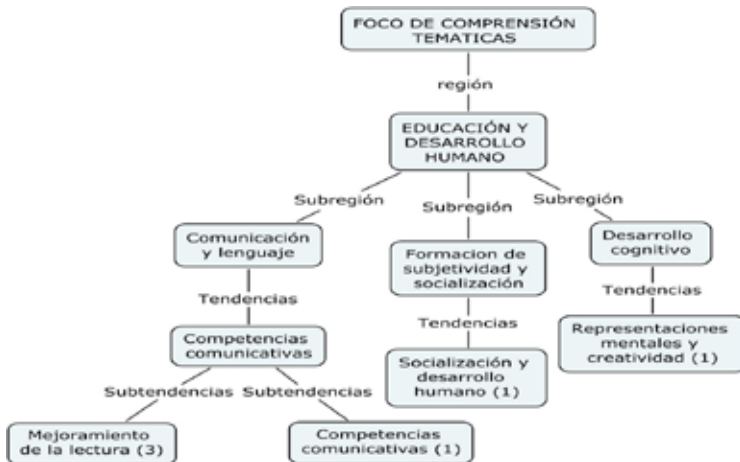 FOCO DE COMPRENSIÓN
TEMATICAS
región
EDUCACIÓN Y
DESARROLLO
HUMANO
Subregión
Subregión
Subregión
Comunicación
y lenguaje
Formacion de
subjetividad y
socialización
Desarrollo
cognitivo
Tendencias
Tendencias
Tendencias
Competencias
comunicativas
Socialización y
desarrollo
humano (1)
Representaciones
mentales y
creatividad (1)
Subtendencias
Subtendencias
Mejoramiento
de la lectura (3)
Competencias
comunicativas (1)